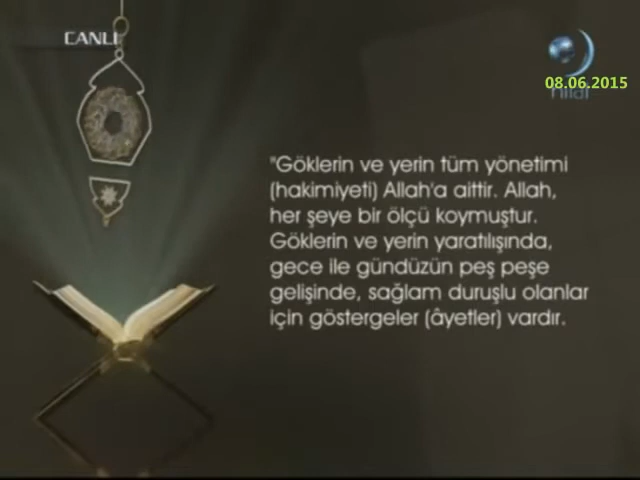 CANLI
08.06.2015
Hilal
"Göklerin ve yerin tüm yönetimi
(hakimiyeti) Allah'a aittir. Allah,
her şeye bir ölçü koymuştur.
Göklerin ve yerin yaratılışında,
gece ile gündüzün peş peşe
gelişinde, sağlam duruşlu olanlar
için göstergeler (âyetler) vardır.